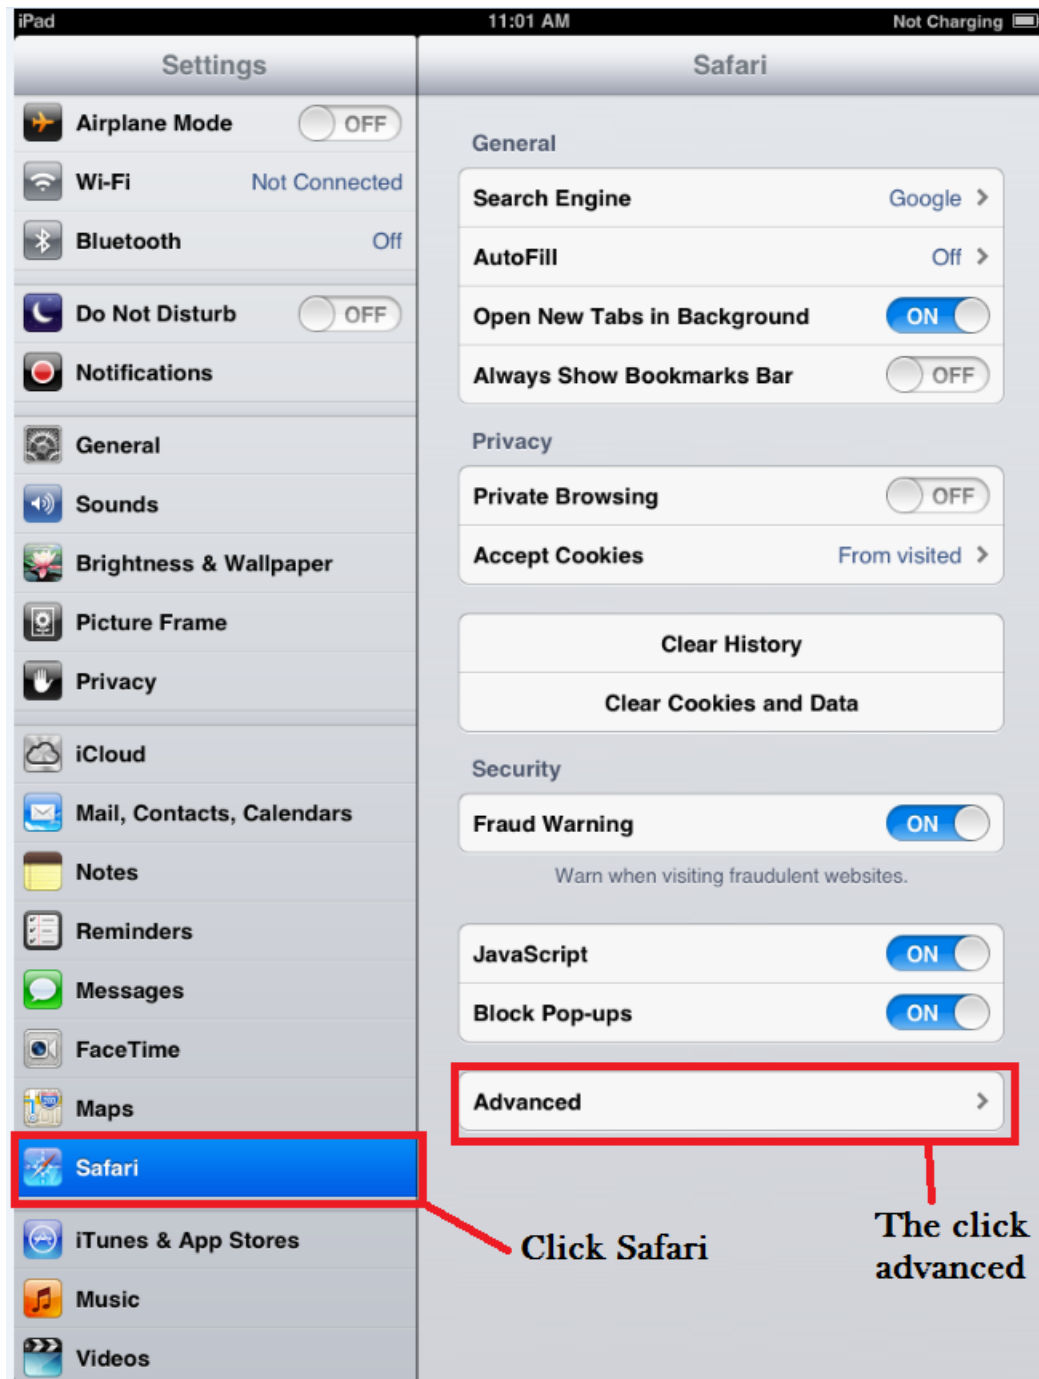 iPad 11:01 AM Not Charging
Settings
Airplane Mode OFF
Wi-Fi Not Connected
Bluetooth Off
Do Not Disturb OFF
Notifications
General
Sounds
Brightness & Wallpaper
Picture Frame
Privacy
iCloud
Mail, Contacts, Calendars
Notes
Reminders
Messages
FaceTime
Maps
Safari
iTunes & App Stores
Music
Videos
Safari
General
Search Engine Google
AutoFill Off
Open New Tabs in Background ON
Always Show Bookmarks Bar OFF
Privacy
Private Browsing OFF
Accept Cookies From visited
Clear History
Clear Cookies and Data
Security
Fraud Warning ON
Warn when visiting fraudulent websites.
JavaScript ON
Block Pop-ups ON
Advanced
Click Safari
The click
advanced